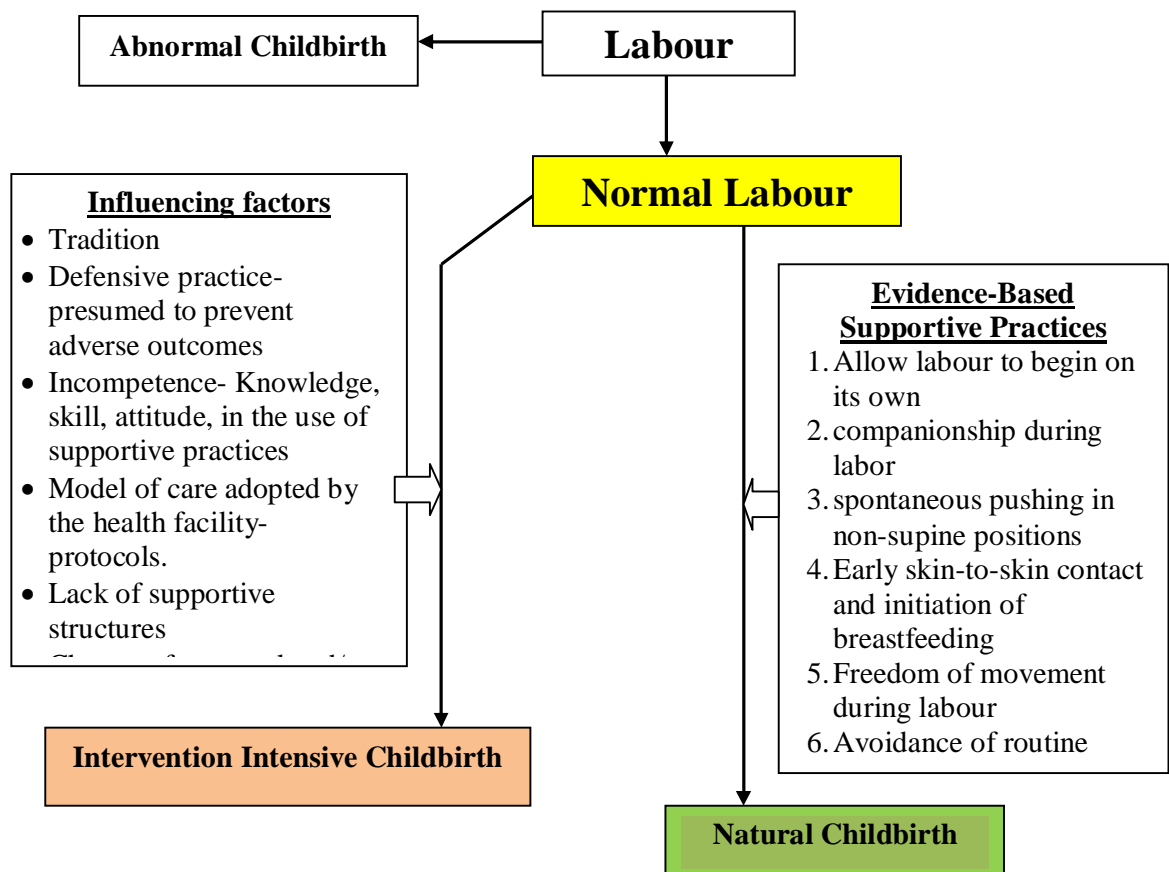 Abnormal Childbirth
Labour
Normal Labour
Influencing factors
• Tradition
• Defensive practice-
presumed to prevent
adverse outcomes
• Incompetence- Knowledge,
skill, attitude, in the use of
supportive practices
• Model of care adopted by
the health facility-
protocols.
• Lack of supportive
structures
Evidence-Based
Supportive Practices
1. Allow labour to begin on
its own
2. companionship during
labor
3. spontaneous pushing in
non-supine positions
4. Early skin-to-skin contact
and initiation of
breastfeeding
5. Freedom of movement
during labour
6. Avoidance of routine
Intervention Intensive Childbirth
Natural Childbirth